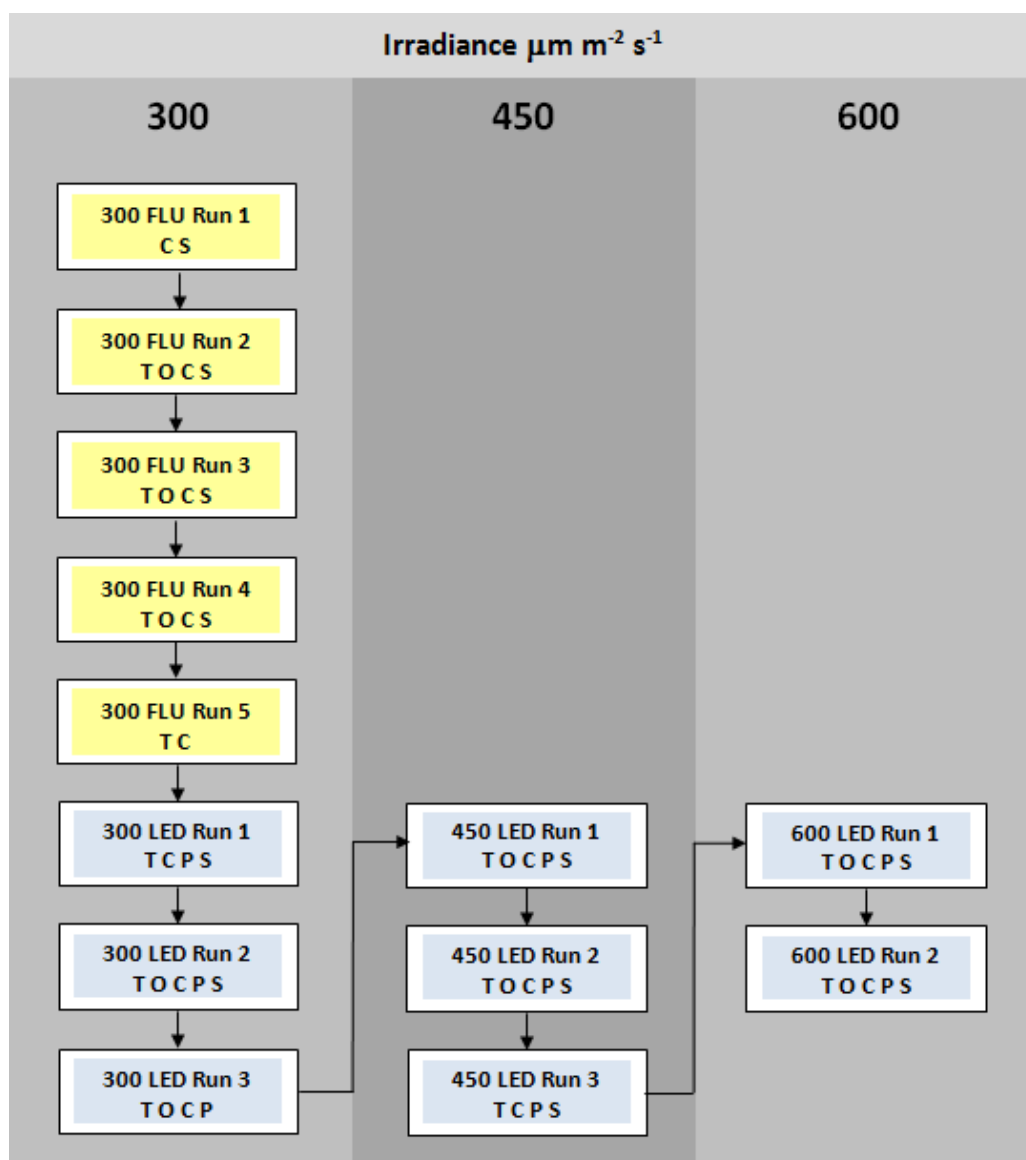 Irradiance µm m⁻² s⁻¹
300
450
600
300 FLU Run 1
C S
300 FLU Run 2
T O C S
300 FLU Run 3
T O C S
300 FLU Run 4
T O C S
300 FLU Run 5
T C
300 LED Run 1
T C P S
300 LED Run 2
T O C P S
300 LED Run 3
T O C P
450 LED Run 1
T O C P S
450 LED Run 2
T O C P S
450 LED Run 3
T C P S
600 LED Run 1
T O C P S
600 LED Run 2
T O C P S